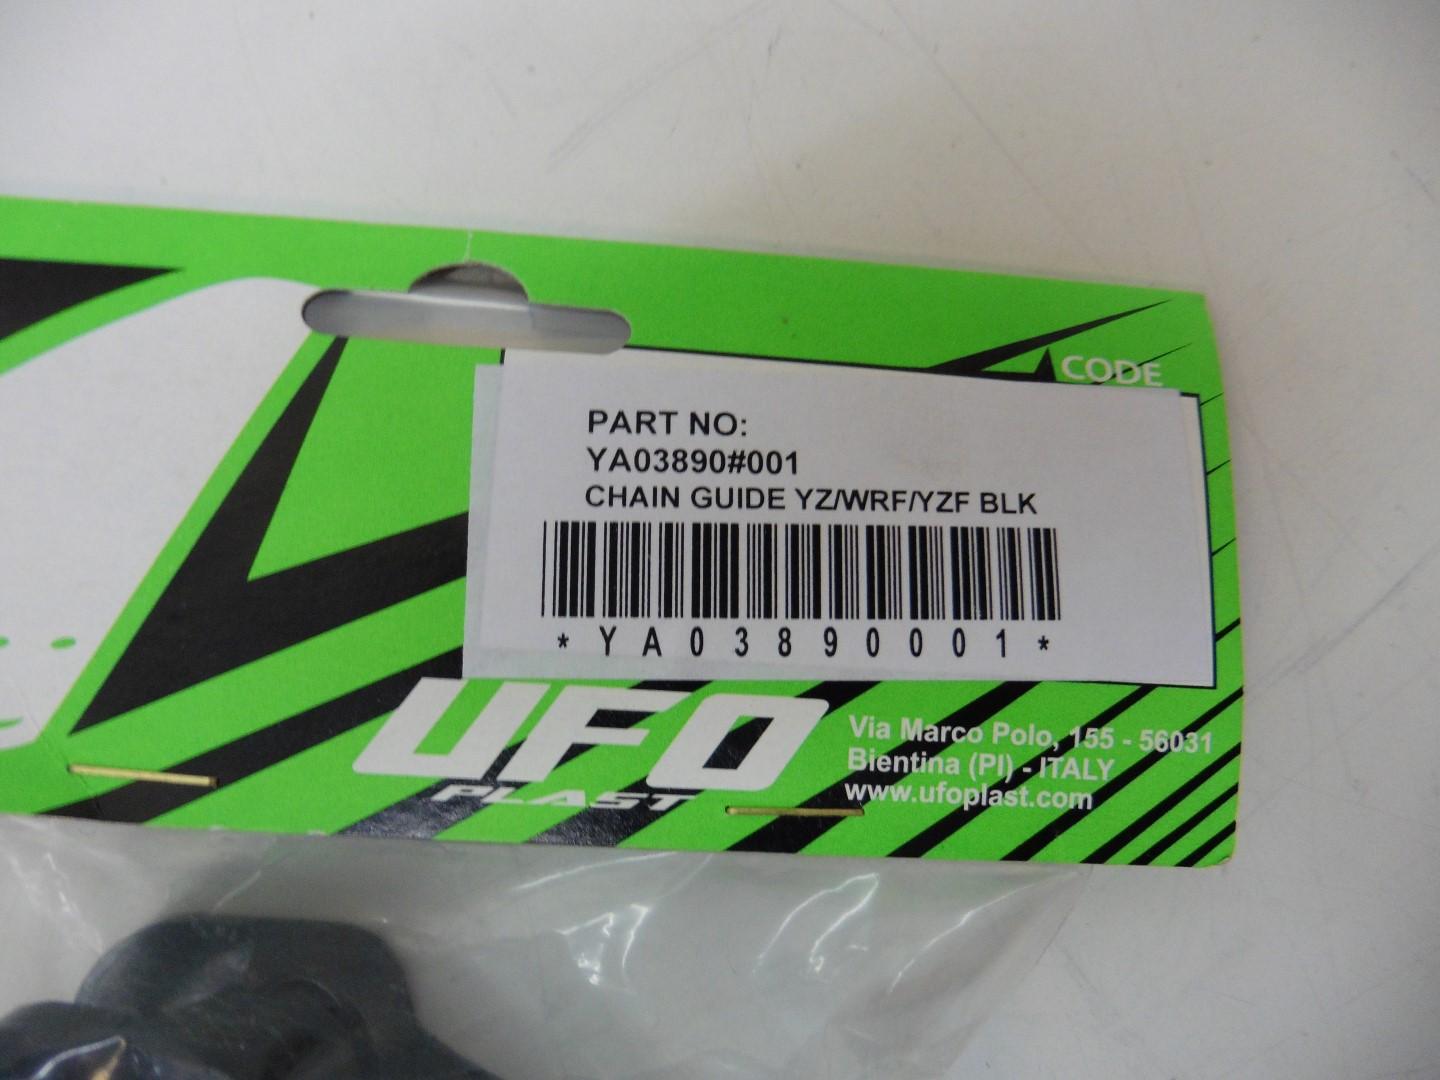 CODE
PART NO:
YA03890#001
CHAIN GUIDE YZ/WRF/YZF BLK
*YA03890001*
UFO
PLAST
Via Marco Polo, 155 - 56031
Bientina (PI) - ITALY
www.ufoplast.com